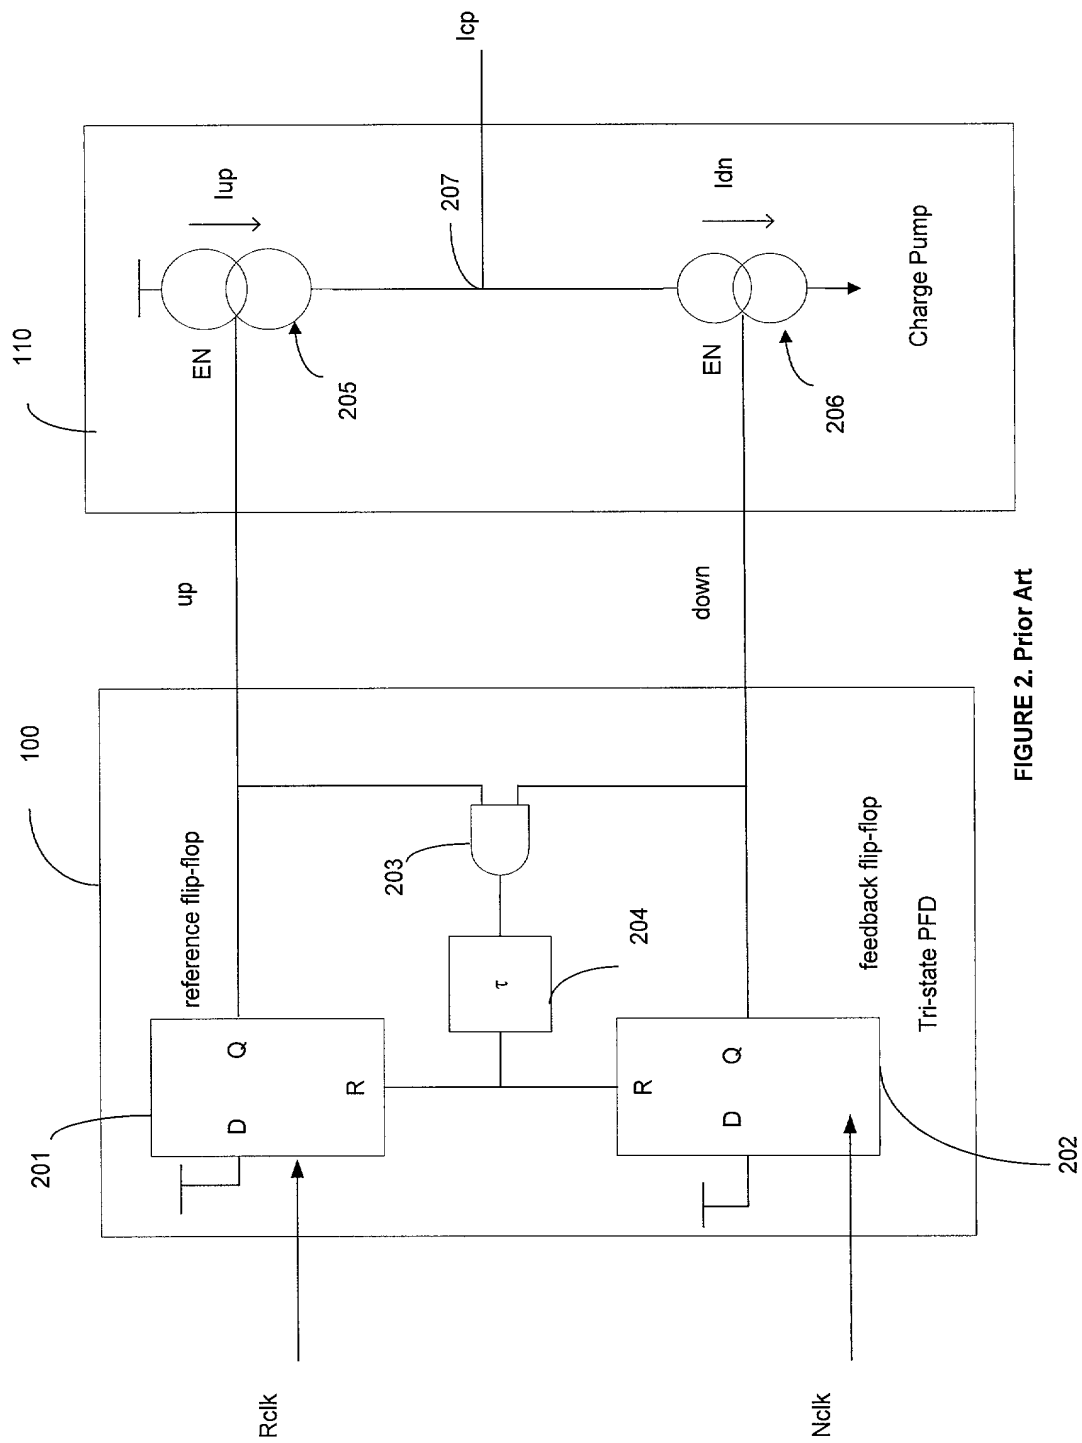 100
110
201
reference flip-flop
up
Iup
D
Q
R
EN
205
Rclk
203
207
Icp
τ
204
R
D
Q
down
Idn
EN
206
Nclk
202
feedback flip-flop
Tri-state PFD
Charge Pump
FIGURE 2. Prior Art